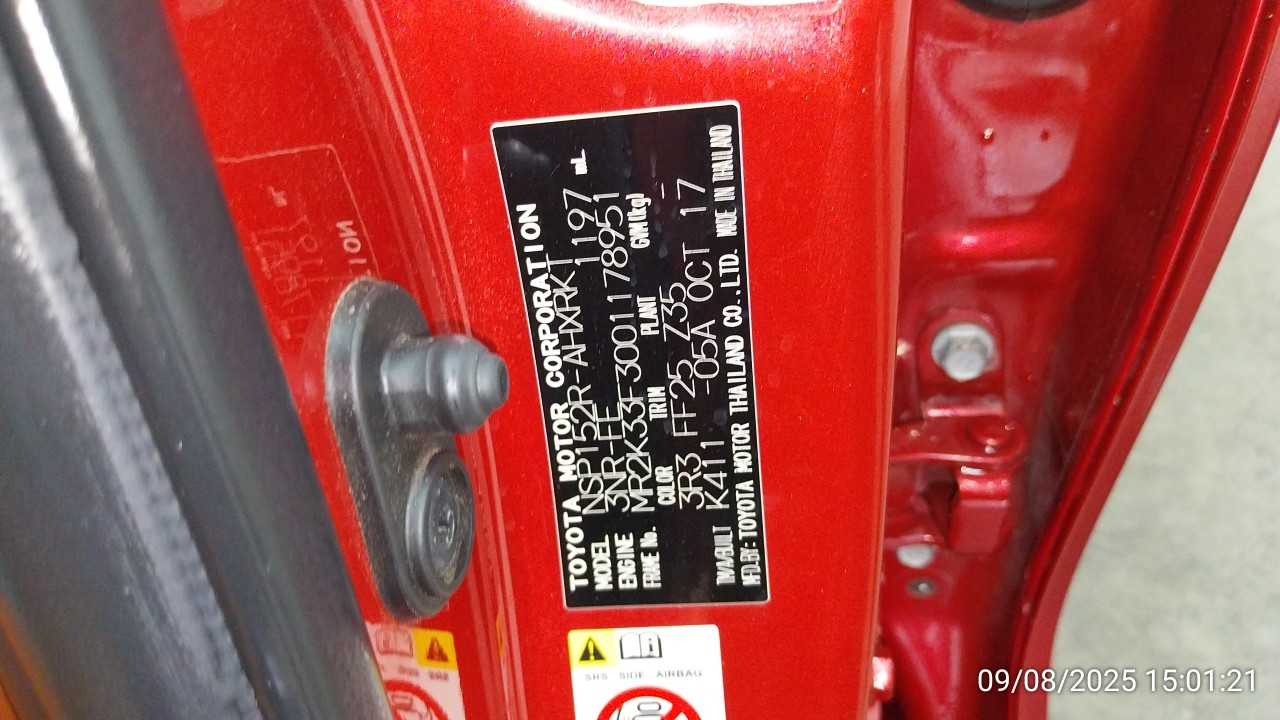 TOYOTA MOTOR CORPORATION
MODEL NSP152R-AHXRKT
ENGINE 3NR-FE 1197 mL
FRAME No. MR2K33F3001178951
COLOR TRIM PLANT GVM(kg)
3R3 FF25 Z35 -
TM/A/BUILT K411 -05A OCT 17
MFD.BY:TOYOTA MOTOR THAILAND CO.,LTD. MADE IN THAILAND
SRS SIDE AIRBAG
09/08/2025 15:01:21